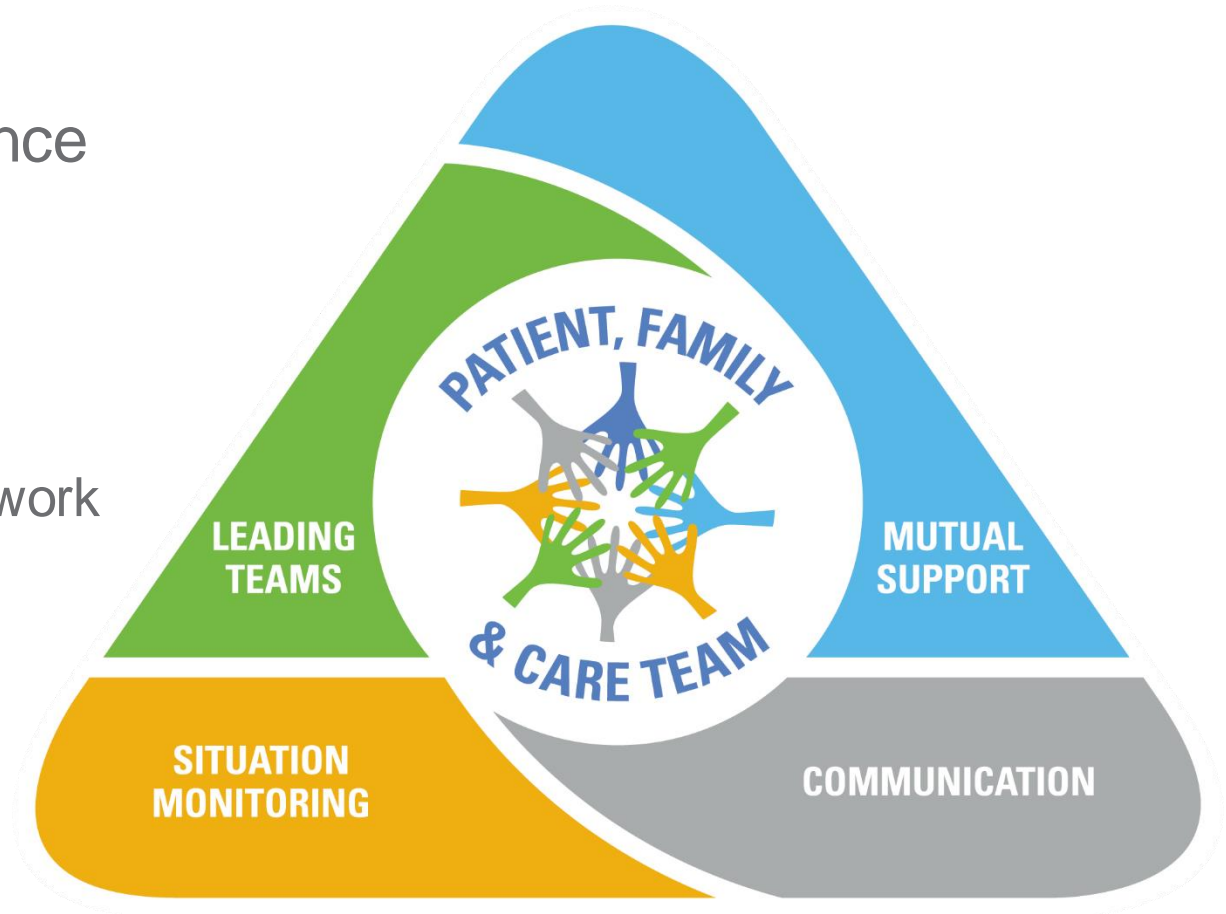 nce
work
PATIENT, FAMILY
& CARE TEAM
LEADING
TEAMS
MUTUAL
SUPPORT
SITUATION
MONITORING
COMMUNICATION